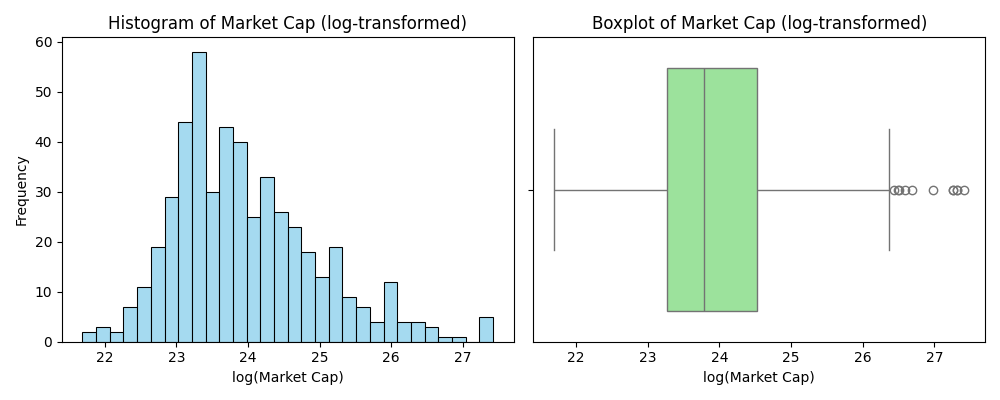 Histogram of Market Cap (log-transformed)
Frequency
60
50
40
30
20
10
0
22 23 24 25 26 27
log(Market Cap)
Boxplot of Market Cap (log-transformed)
22 23 24 25 26 27
log(Market Cap)